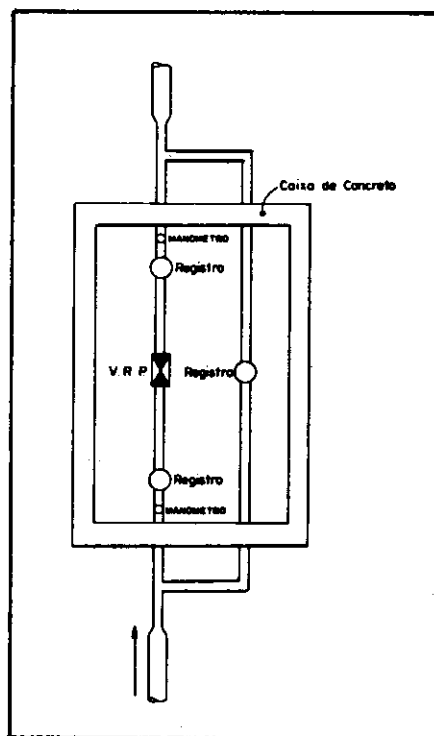 Caixa de Concreto
MANOMETRO
Registro
V. R. P. Registro
Registro
MANOMETRO